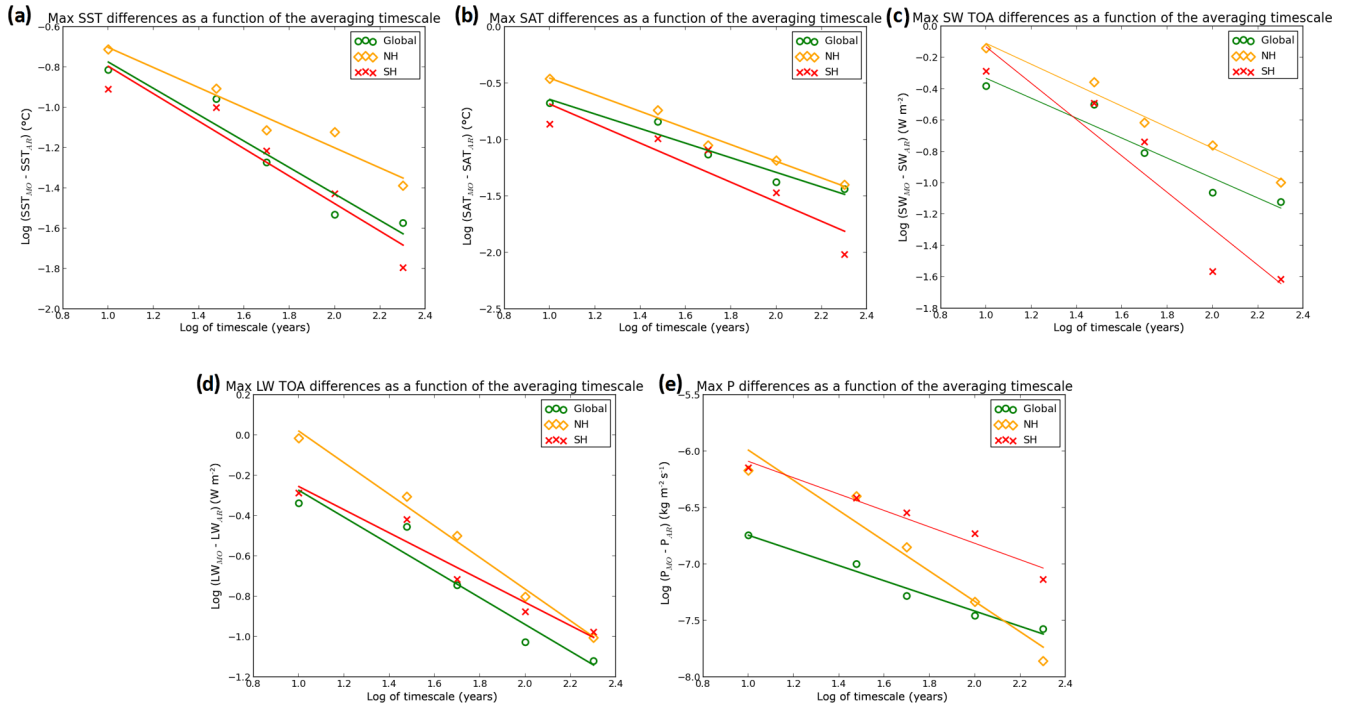 (a)
Max SST differences as a function of the averaging timescale
−0.6
−0.8
−1.0
−1.2
−1.4
−1.6
−1.8
−2.0
0.8 1.0 1.2 1.4 1.6 1.8 2.0 2.2 2.4
Log (SST_MO - SST_AR) (°C)
Log of timescale (years)
Global
NH
SH
(b)
Max SAT differences as a function of the averaging timescale
0.0
−0.5
−1.0
−1.5
−2.0
−2.5
0.8 1.0 1.2 1.4 1.6 1.8 2.0 2.2 2.4
Log (SAT_MO - SAT_AR) (°C)
Log of timescale (years)
Global
NH
SH
(c)
Max SW TOA differences as a function of the averaging timescale
0.0
−0.2
−0.4
−0.6
−0.8
−1.0
−1.2
−1.4
−1.6
−1.8
0.8 1.0 1.2 1.4 1.6 1.8 2.0 2.2 2.4
Log (SW_MO - SW_AR) (W m⁻²)
Log of timescale (years)
Global
NH
SH
(d)
Max LW TOA differences as a function of the averaging timescale
0.2
0.0
−0.2
−0.4
−0.6
−0.8
−1.0
−1.2
0.8 1.0 1.2 1.4 1.6 1.8 2.0 2.2 2.4
Log (LW_MO - LW_AR) (W m⁻²)
Log of timescale (years)
Global
NH
SH
(e)
Max P differences as a function of the averaging timescale
−5.5
−6.0
−6.5
−7.0
−7.5
−8.0
0.8 1.0 1.2 1.4 1.6 1.8 2.0 2.2 2.4
Log (P_MO - P_AR) (kg m⁻² s⁻¹)
Log of timescale (years)
Global
NH
SH